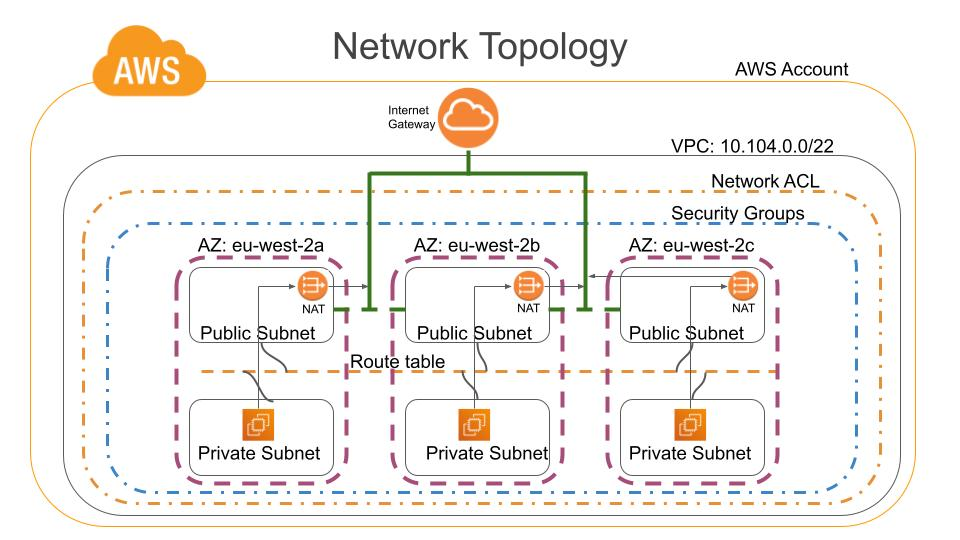 Network Topology
AWS
AWS Account
Internet
Gateway
VPC: 10.104.0.0/22
Network ACL
Security Groups
AZ: eu-west-2a
AZ: eu-west-2b
AZ: eu-west-2c
NAT
NAT
NAT
Public Subnet
Public Subnet
Public Subnet
Route table
Private Subnet
Private Subnet
Private Subnet